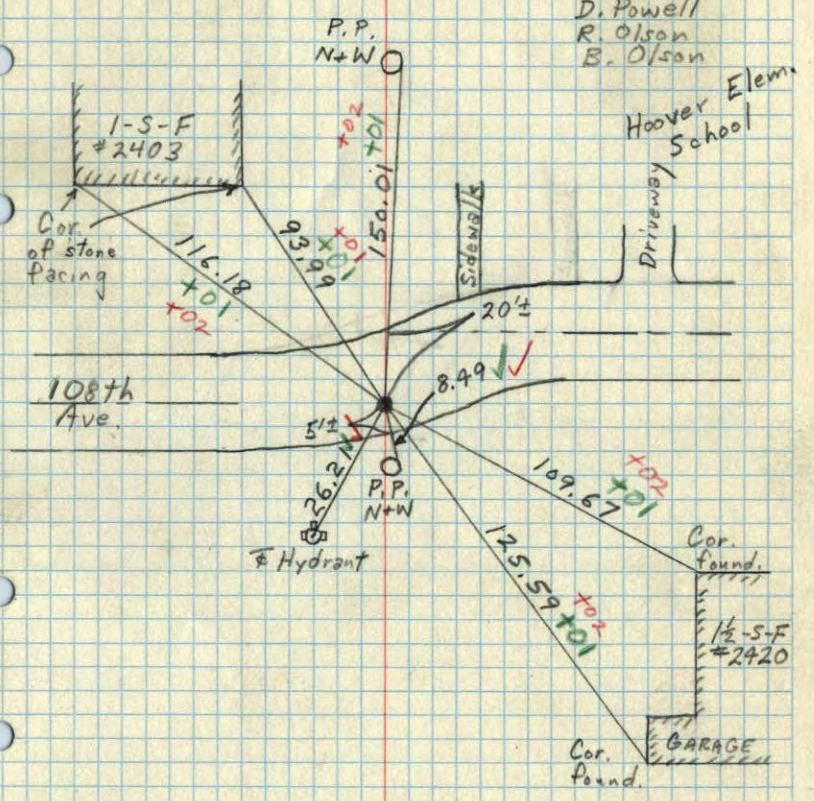 D. Powell
R. Olson
B. Olson
P.P.
N+W
Hoover Elem.
School
1-S-F
#2403
+02
+01
150.01
Driveway
Sidewalk
Cor.
of stone
facing
93.99
+01
+01
116.18
+01
+02
20'±
8.49 ✓✓
108th
Ave.
5'±
26.21
P.P.
N+W
℄ Hydrant
109.67
+02
+01
125.59
+02
+01
Cor.
found.
1½-S-F
#2420
GARAGE
Cor.
found.